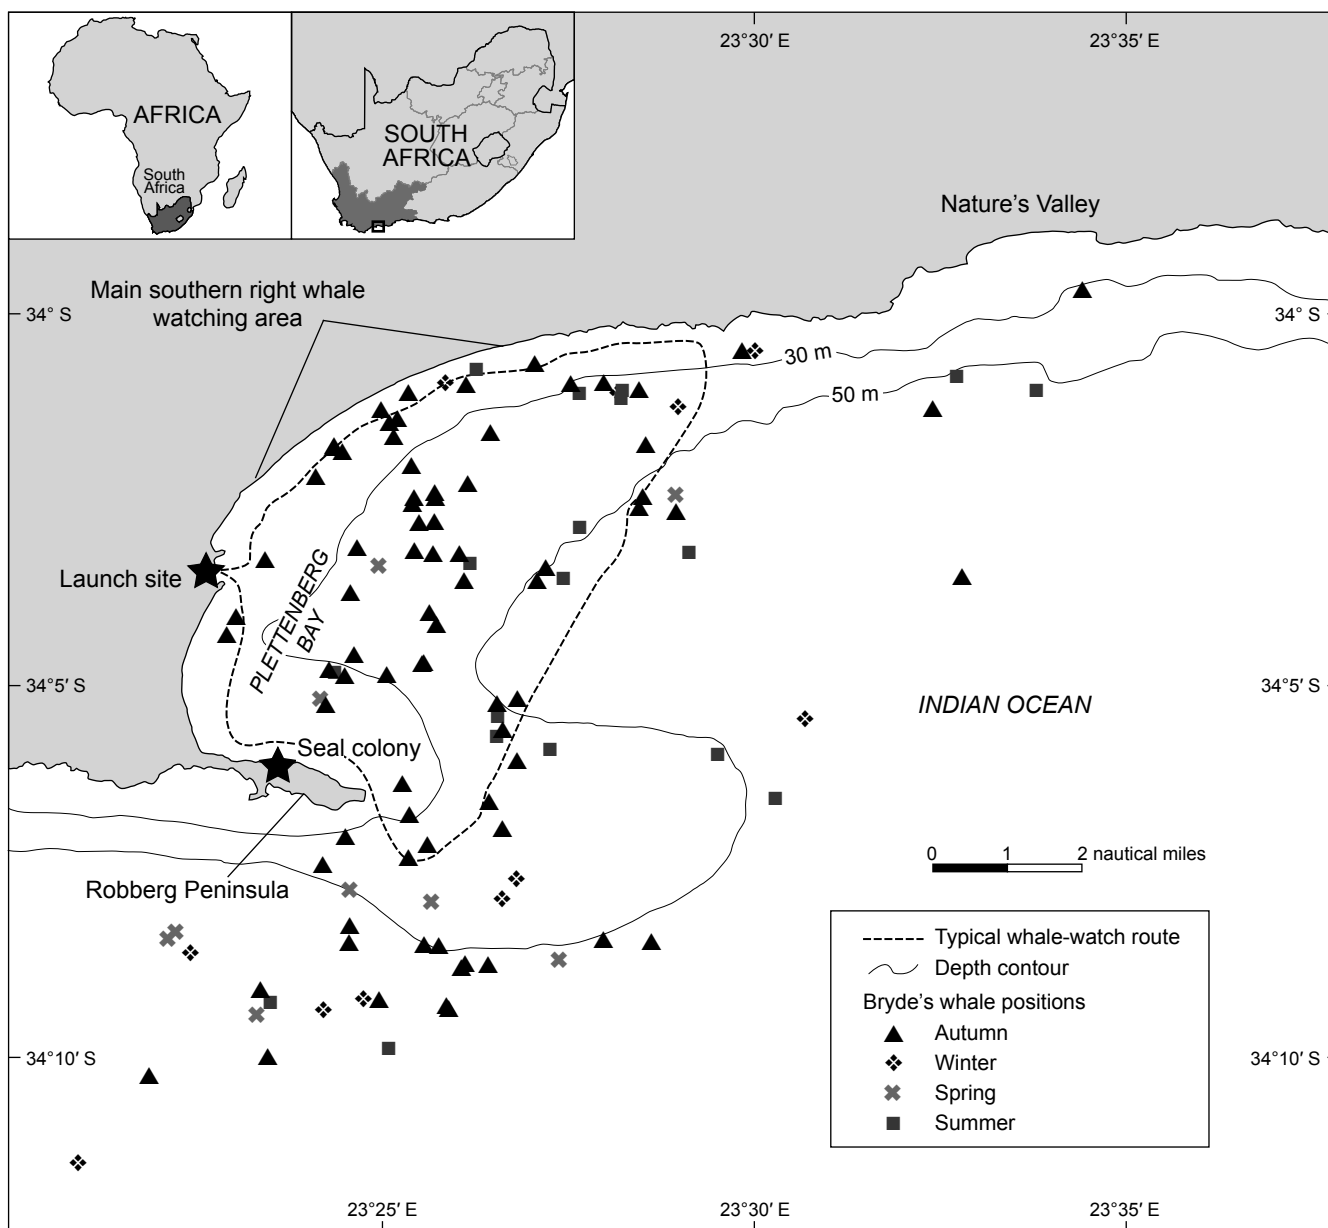 23°30′ E
23°35′ E
AFRICA
South
Africa
SOUTH
AFRICA
Nature’s Valley
Main southern right whale
watching area
34° S
34° S
30 m
50 m
Launch site
PLETTENBERG
BAY
34°5′ S
34°5′ S
INDIAN OCEAN
Seal colony
Robberg Peninsula
0 1 2 nautical miles
Typical whale-watch route
Depth contour
Bryde’s whale positions
Autumn
Winter
Spring
Summer
34°10′ S
34°10′ S
23°25′ E
23°30′ E
23°35′ E